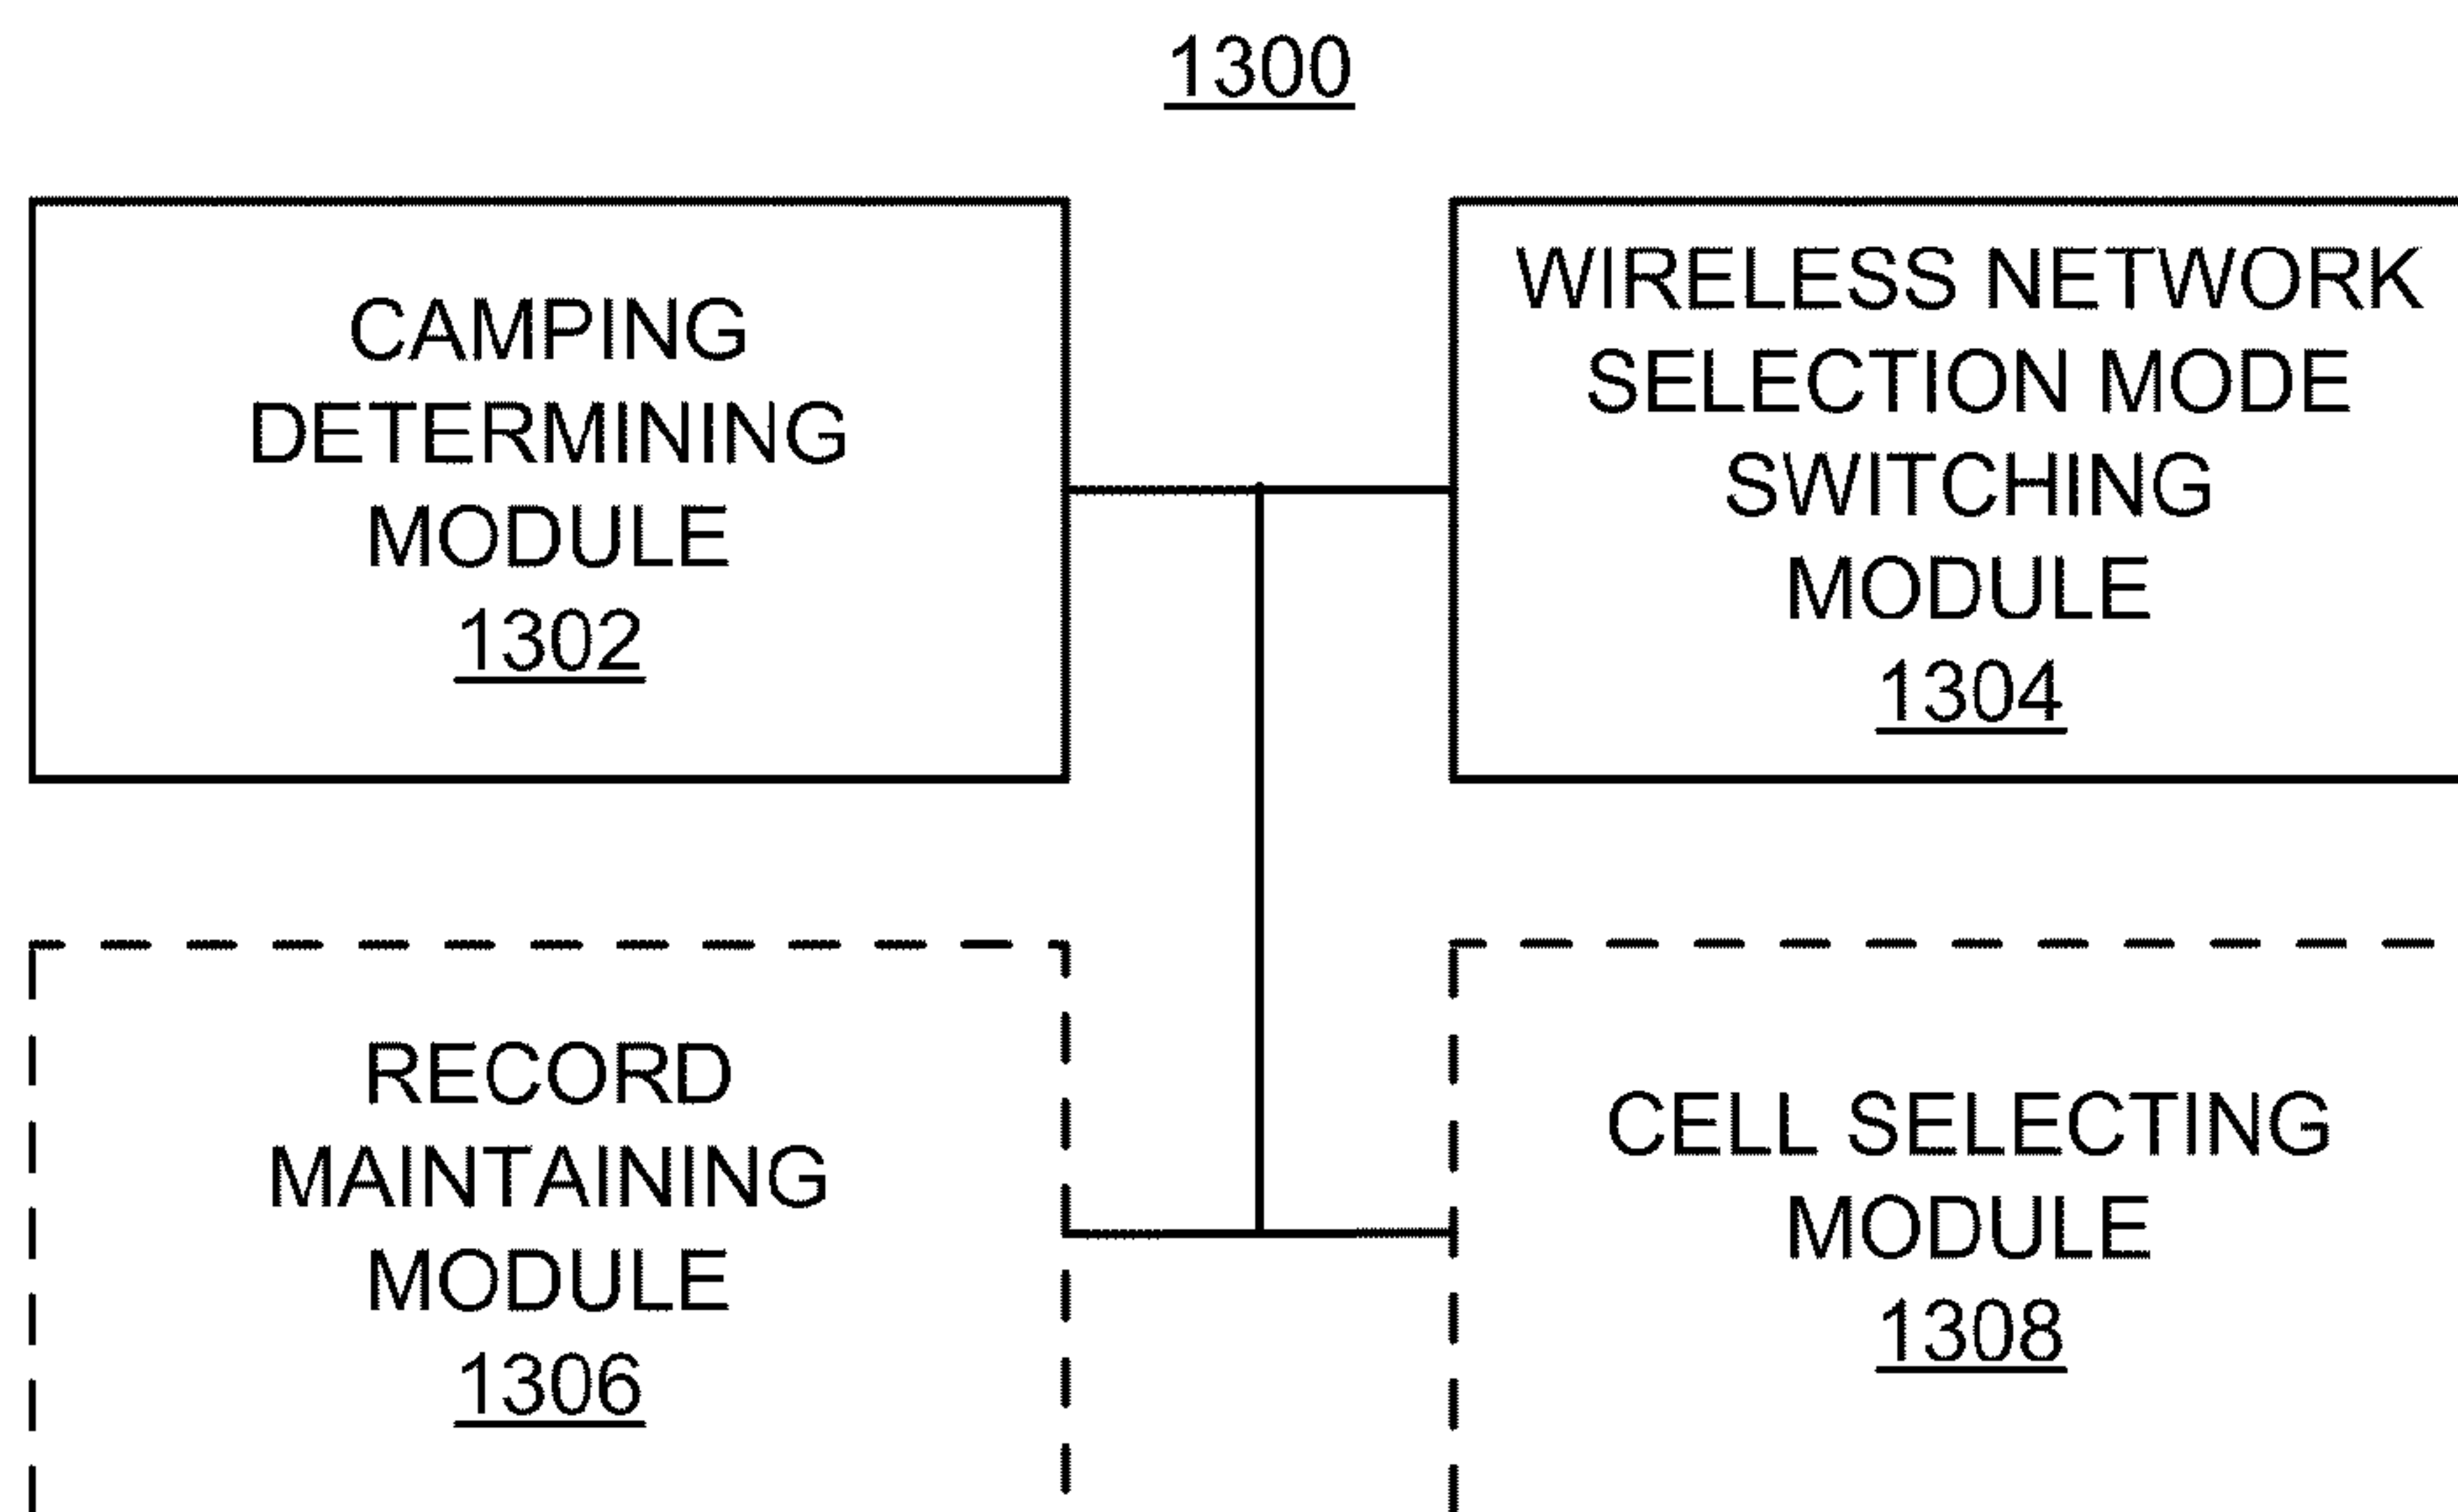 1300
CAMPING
DETERMINING
MODULE
1302
WIRELESS NETWORK
SELECTION MODE
SWITCHING
MODULE
1304
RECORD
MAINTAINING
MODULE
1306
CELL SELECTING
MODULE
1308